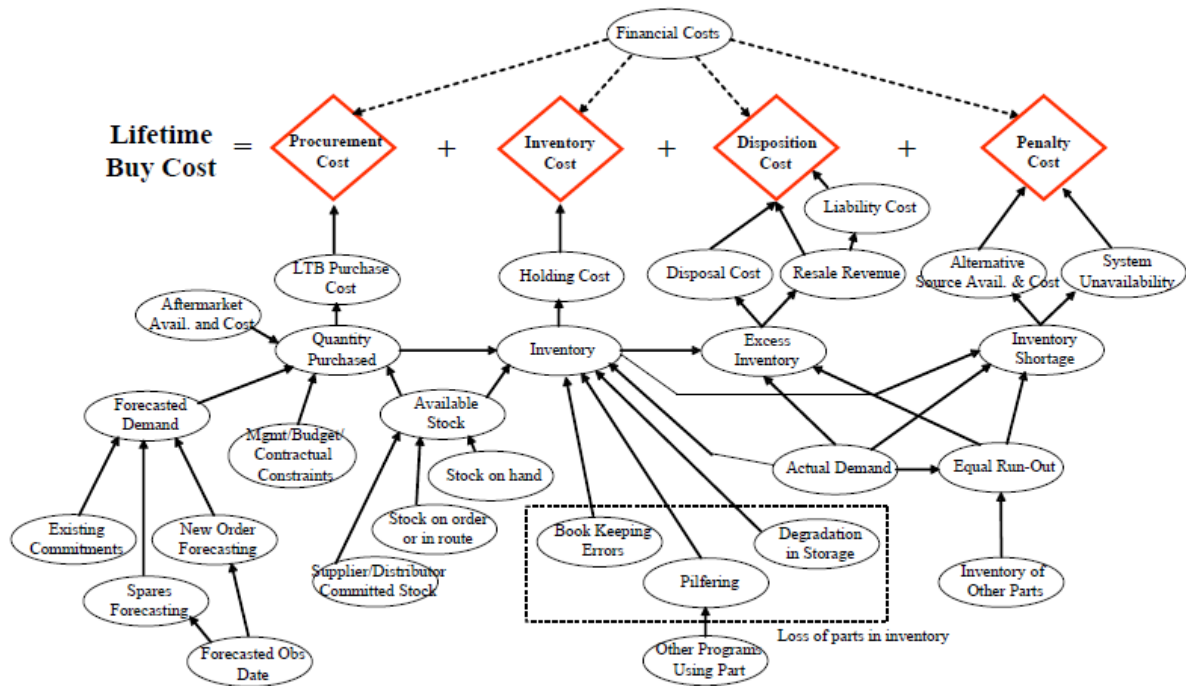 Financial Costs
Lifetime
Buy Cost
=
Procurement
Cost
+
Inventory
Cost
+
Disposition
Cost
+
Penalty
Cost
Liability Cost
LTB Purchase
Cost
Holding Cost
Disposal Cost
Resale Revenue
Alternative
Source Avail. & Cost
System
Unavailability
Aftermarket
Avail. and Cost
Quantity
Purchased
Inventory
Excess
Inventory
Inventory
Shortage
Forecasted
Demand
Available
Stock
Mgmt/Budget/
Contractual
Constraints
Stock on hand
Actual Demand
Equal Run-Out
Existing
Commitments
New Order
Forecasting
Stock on order
or in route
Book Keeping
Errors
Degradation
in Storage
Supplier/Distributor
Committed Stock
Pilfering
Inventory of
Other Parts
Spares
Forecasting
Loss of parts in inventory
Forecasted Obs
Date
Other Programs
Using Part